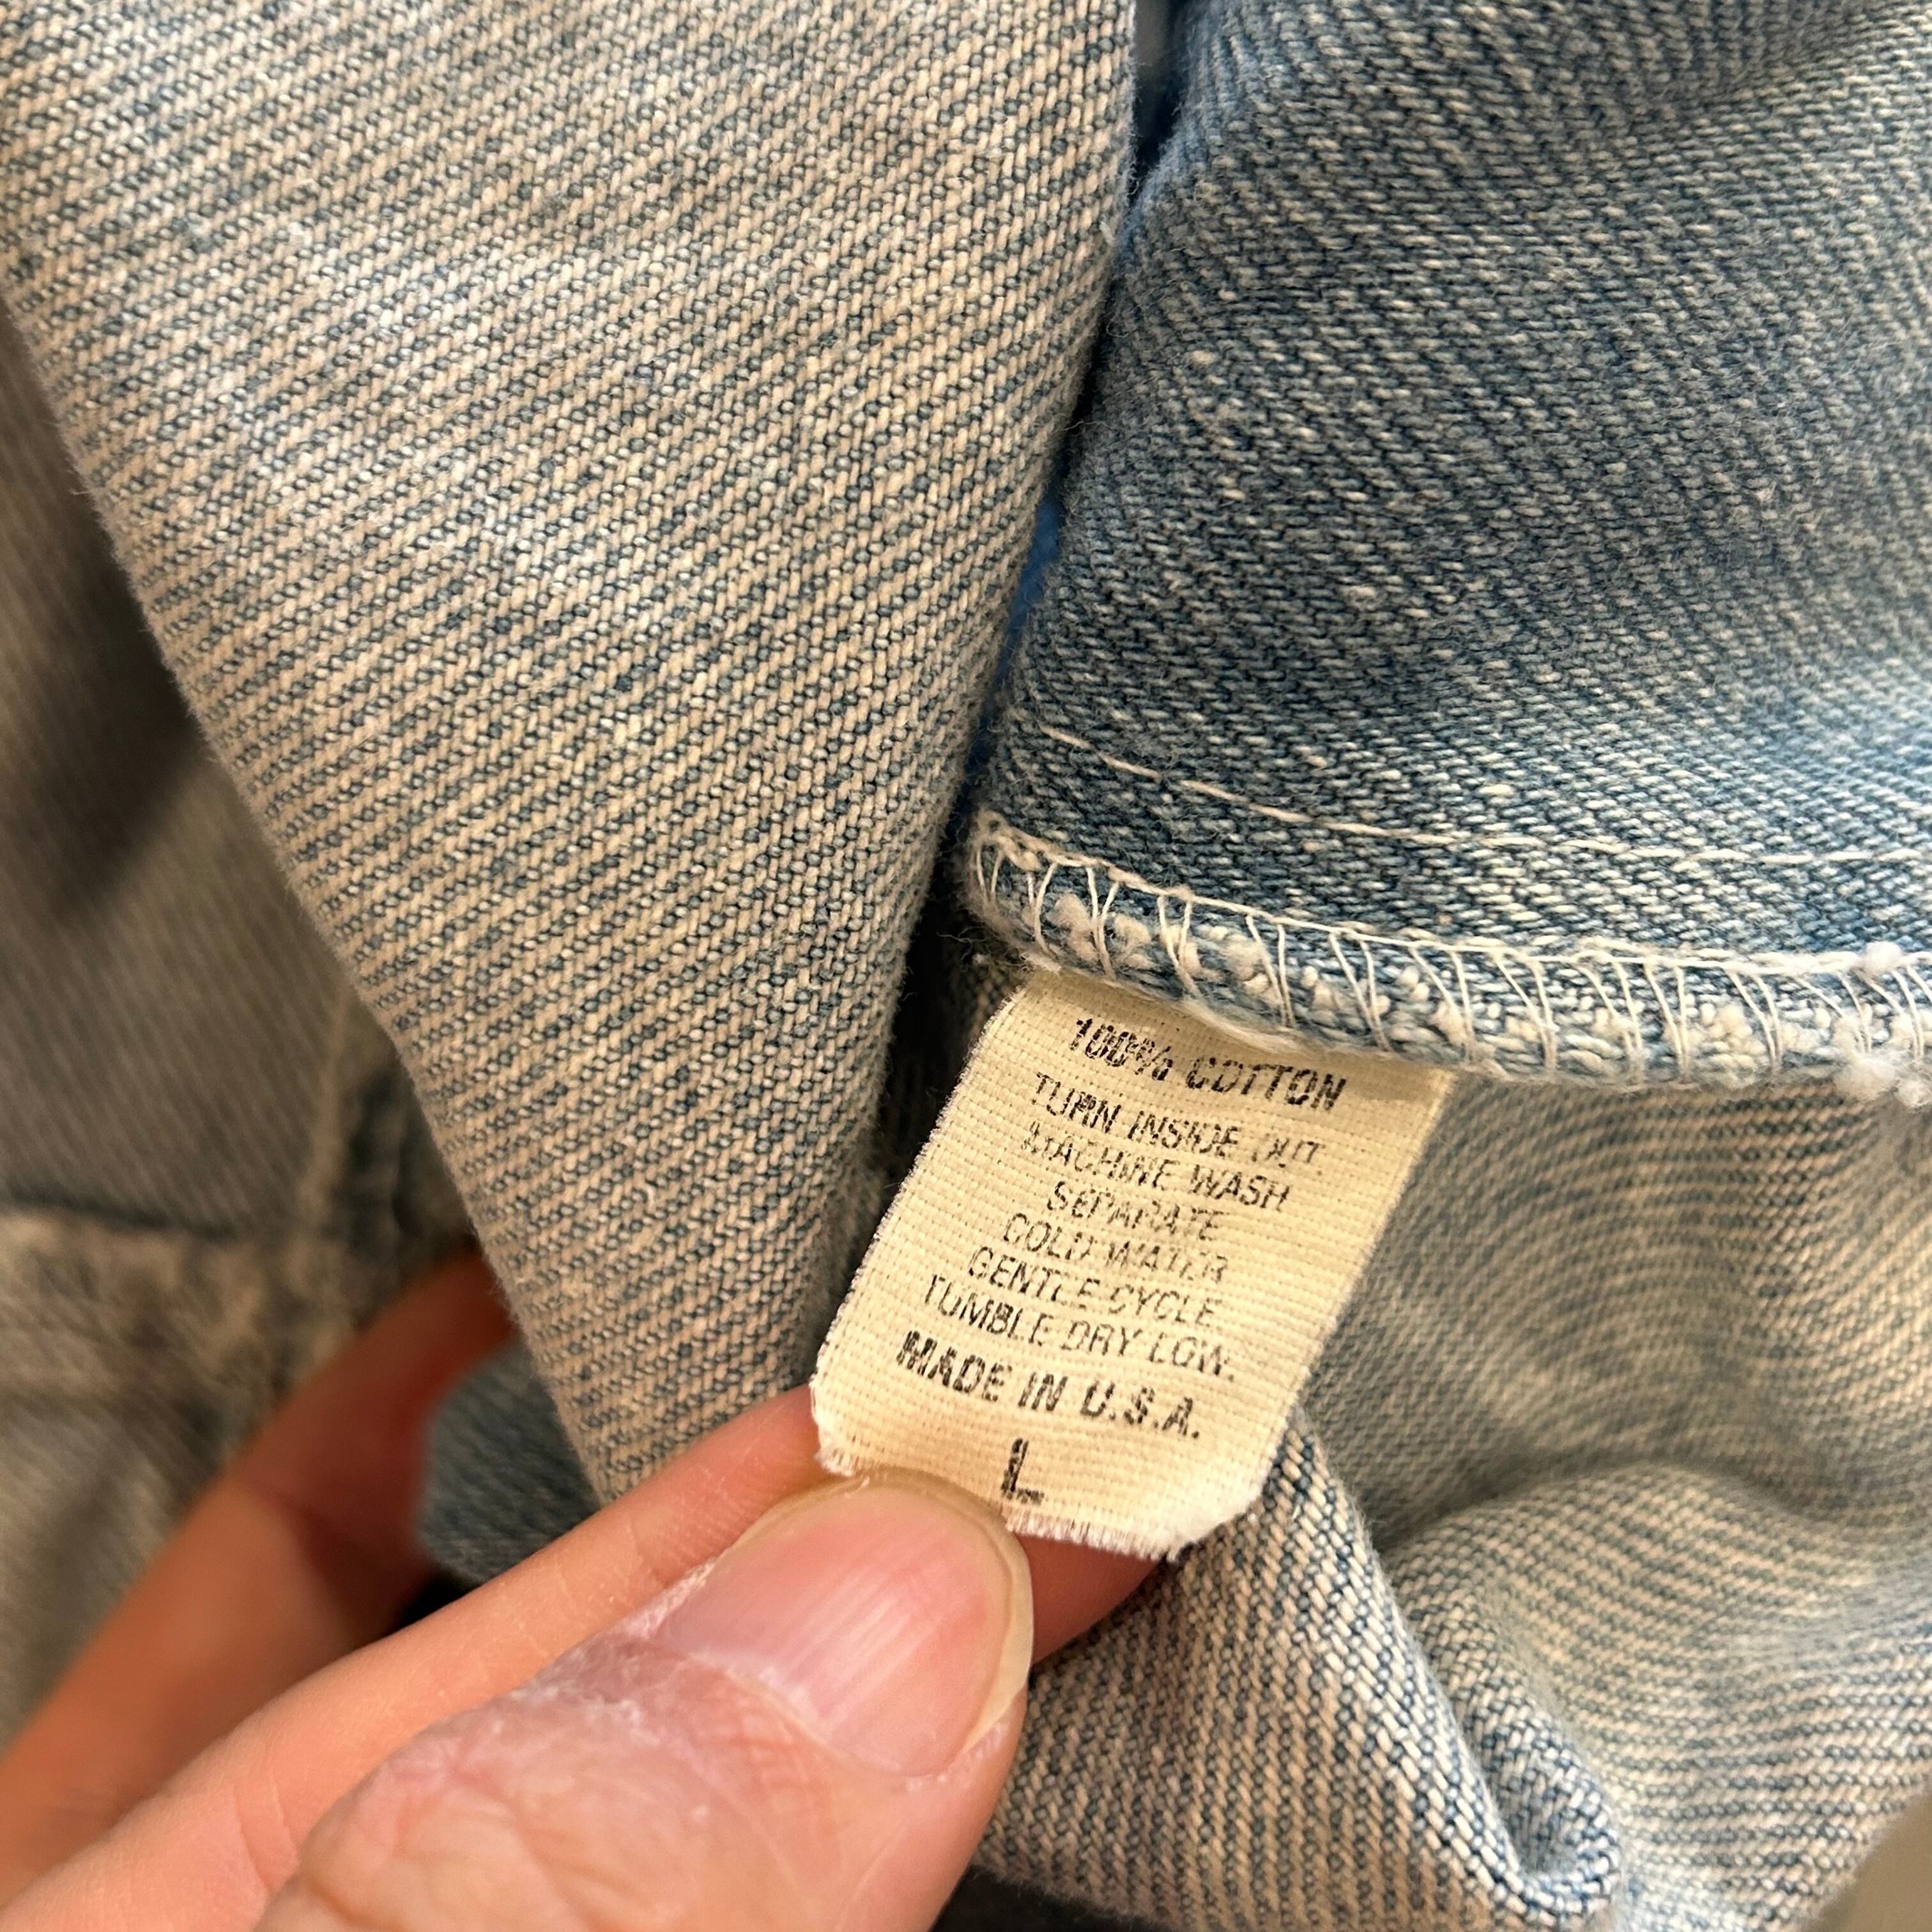 100% COTTON
TURN INSIDE OUT.
MACHINE WASH
SEPARATE
COLD WATER
GENTLE CYCLE
TUMBLE DRY LOW.
MADE IN U.S.A.
L